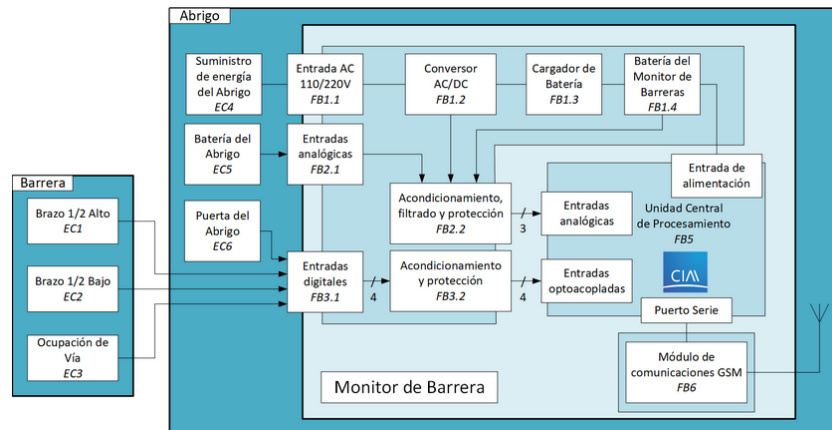 Abrigo
Suministro
de energía
del Abrigo
EC4
Entrada AC
110/220V
FB1.1
Conversor
AC/DC
FB1.2
Cargador de
Batería
FB1.3
Batería del
Monitor de
Barreras
FB1.4
Batería del
Abrigo
EC5
Entradas
analógicas
FB2.1
Entrada de
alimentación
Barrera
Brazo 1/2 Alto
EC1
Puerta del
Abrigo
EC6
Acondicionamiento,
filtrado y protección
FB2.2
3
Entradas
analógicas
Unidad Central
de Procesamiento
FB5
Brazo 1/2 Bajo
EC2
Entradas
digitales
FB3.1
4
Acondicionamiento
y protección
FB3.2
4
Entradas
optoacopladas
CIAA
Puerto Serie
Ocupación de
Vía
EC3
Monitor de Barrera
Módulo de
comunicaciones GSM
FB6